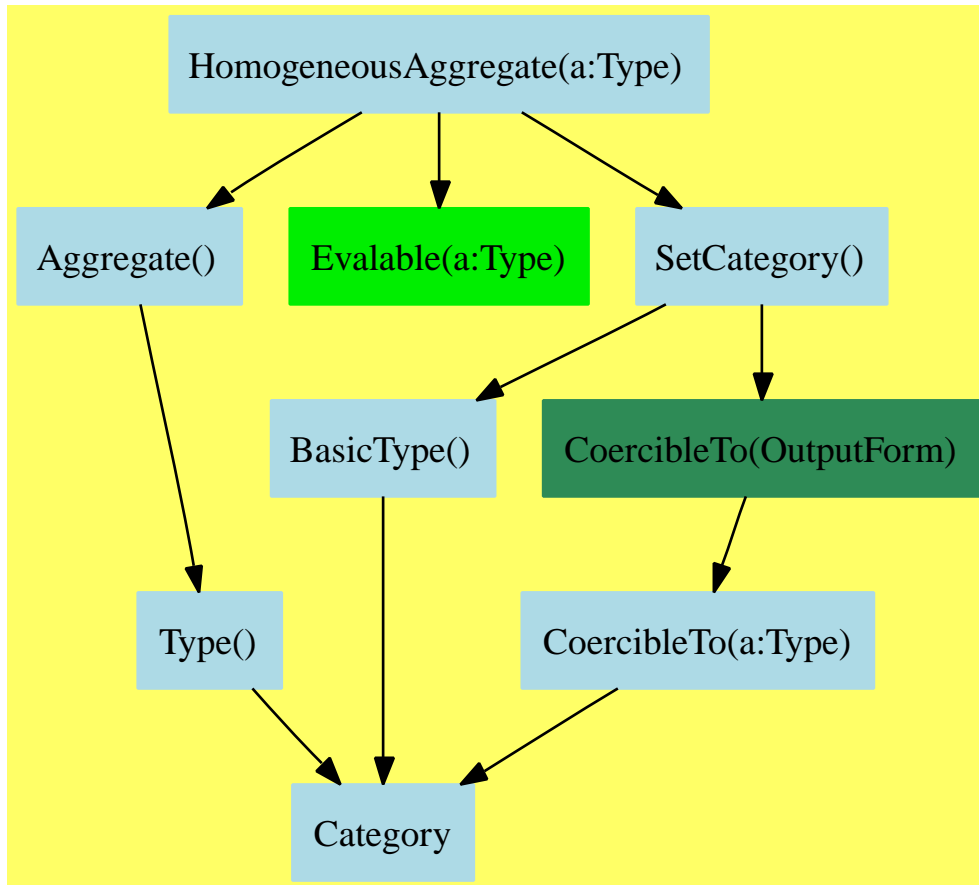 HomogeneousAggregate(a:Type)
Aggregate()
Evalable(a:Type)
SetCategory()
BasicType()
CoercibleTo(OutputForm)
Type()
CoercibleTo(a:Type)
Category